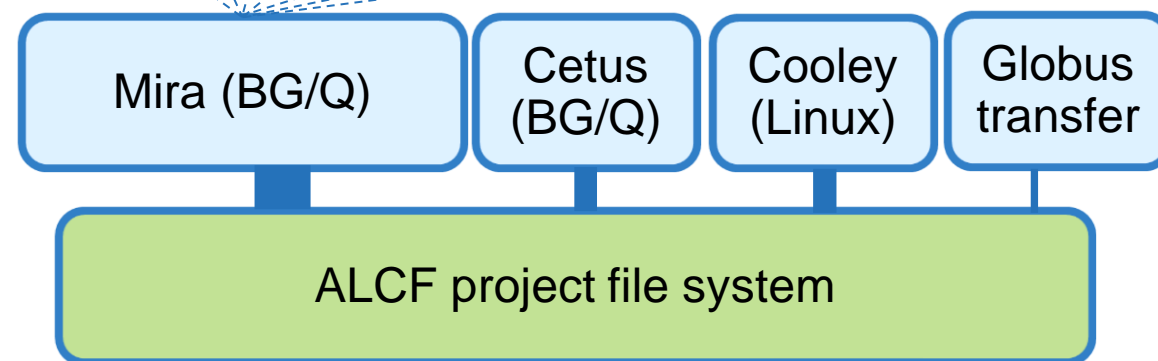 Mira (BG/Q)
Cetus
(BG/Q)
Cooley
(Linux)
Globus
transfer
ALCF project file system